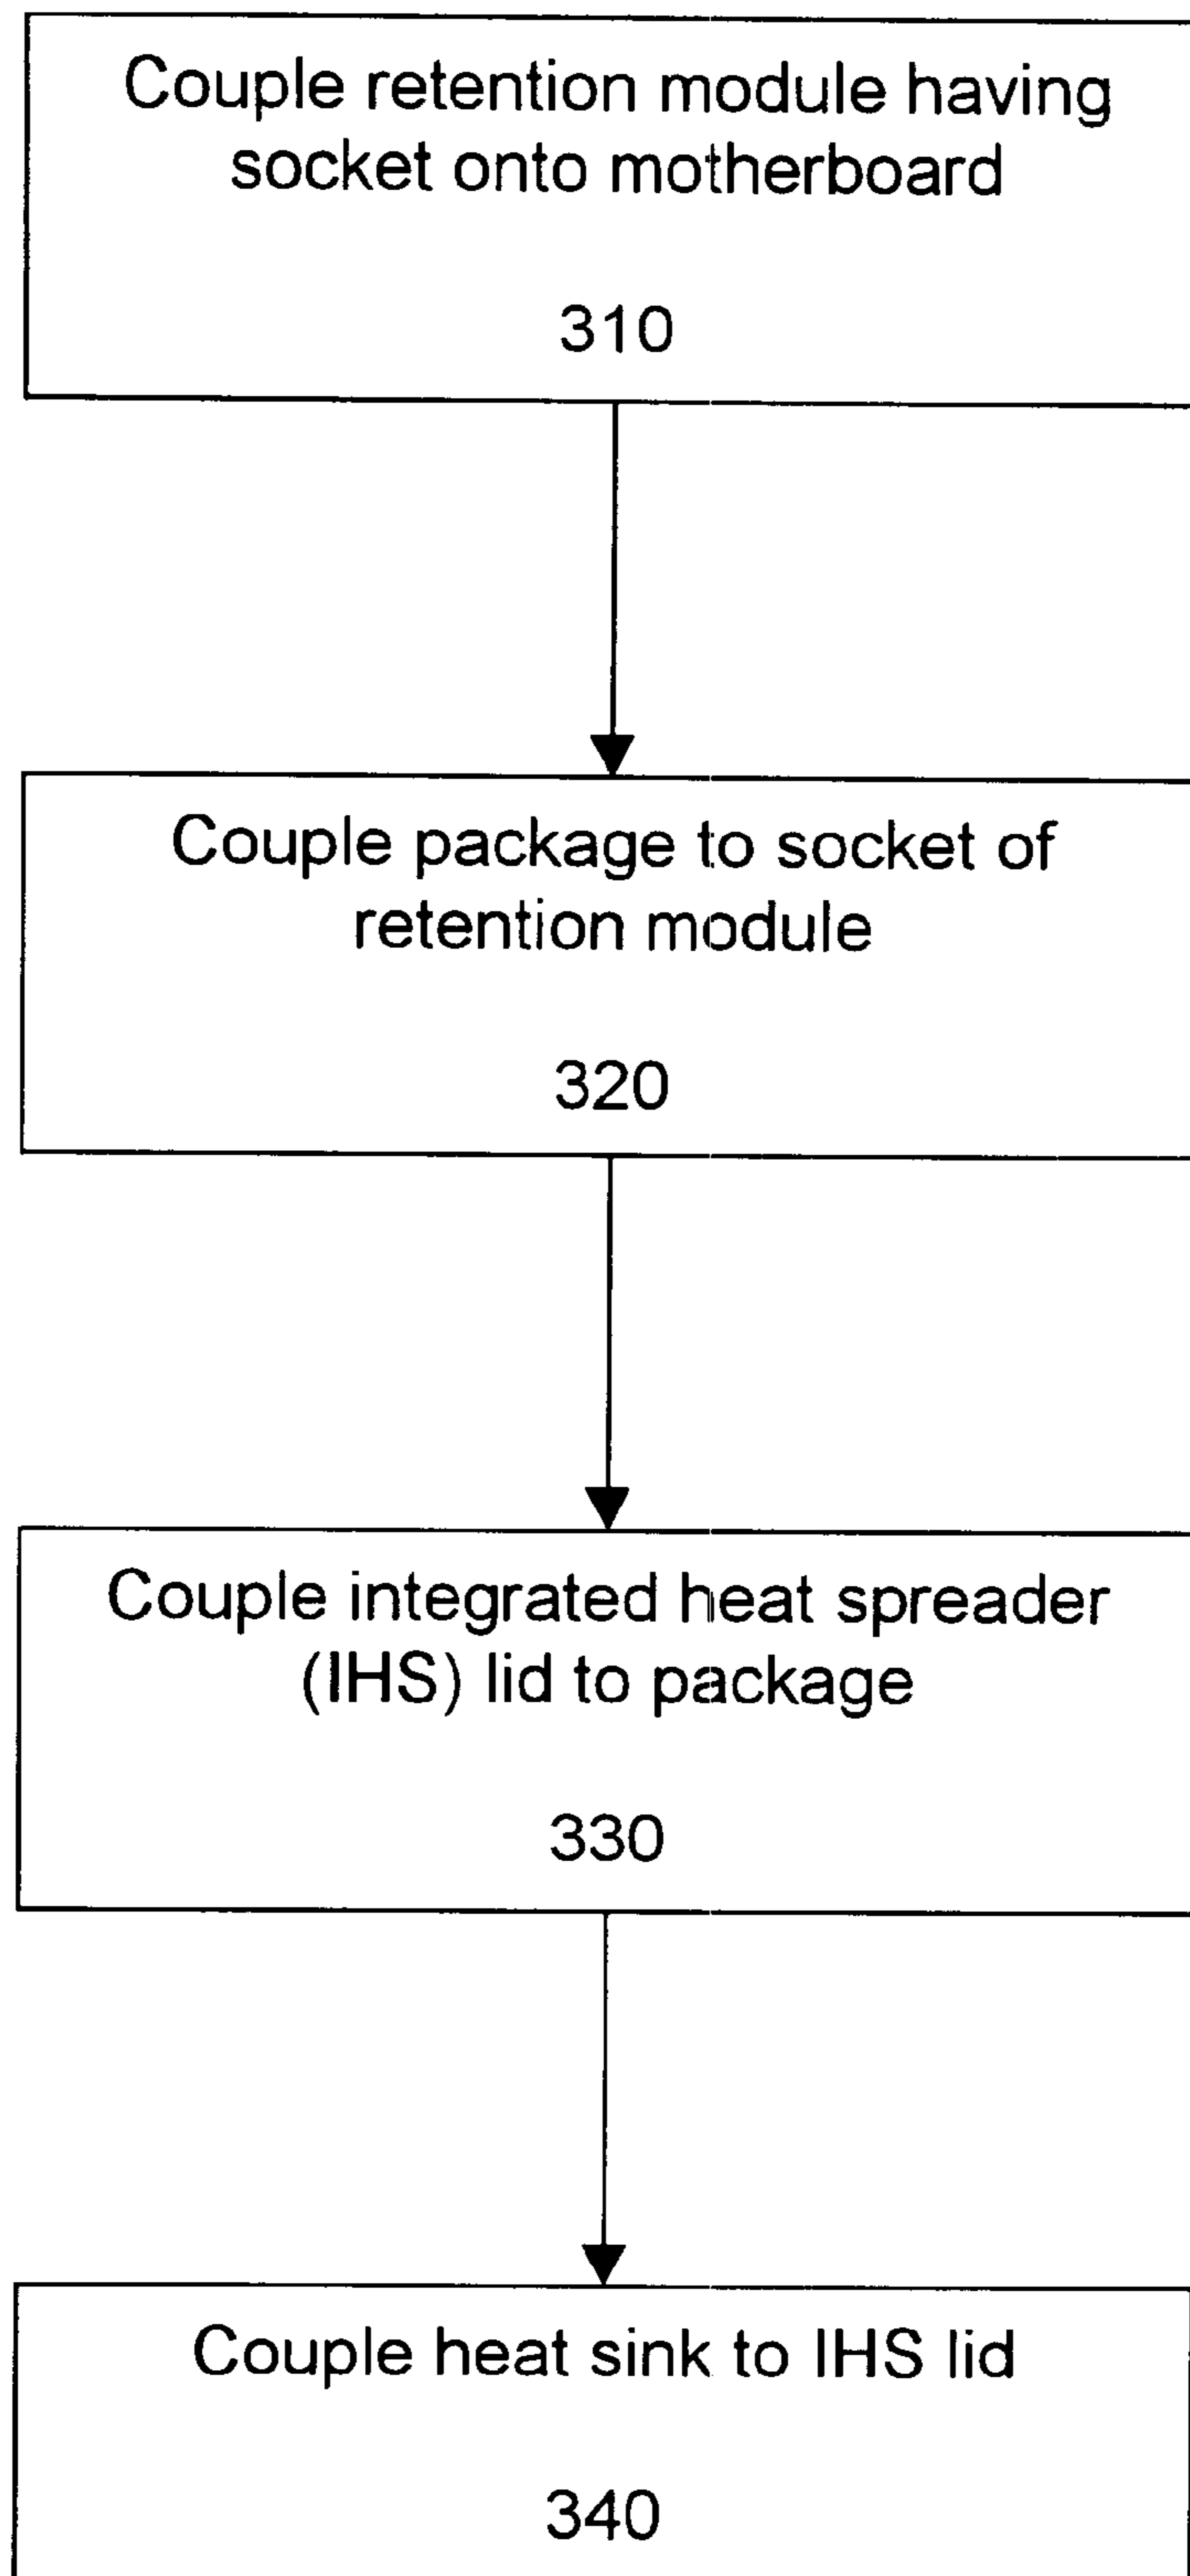 Couple retention module having
socket onto motherboard
310
Couple package to socket of
retention module
320
Couple integrated heat spreader
(IHS) lid to package
330
Couple heat sink to IHS lid
340